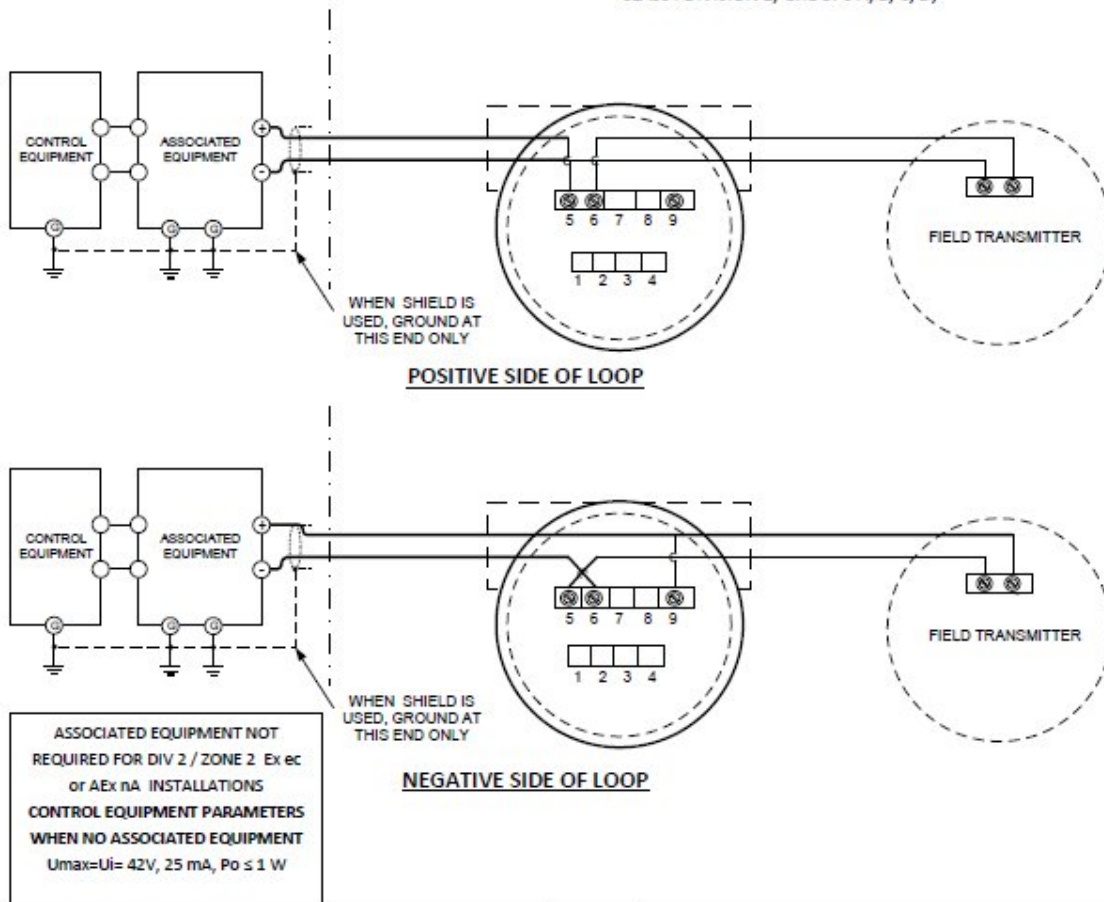 CONTROL
EQUIPMENT
ASSOCIATED
EQUIPMENT
+
-
G
G
G
5 6 7 8 9
1 2 3 4
FIELD TRANSMITTER
WHEN SHIELD IS
USED, GROUND AT
THIS END ONLY
POSITIVE SIDE OF LOOP
CONTROL
EQUIPMENT
ASSOCIATED
EQUIPMENT
+
-
G
G
G
5 6 7 8 9
1 2 3 4
FIELD TRANSMITTER
WHEN SHIELD IS
USED, GROUND AT
THIS END ONLY
NEGATIVE SIDE OF LOOP
ASSOCIATED EQUIPMENT NOT
REQUIRED FOR DIV 2 / ZONE 2 Ex ec
or AEx nA INSTALLATIONS
CONTROL EQUIPMENT PARAMETERS
WHEN NO ASSOCIATED EQUIPMENT
Umax=Ui= 42V, 25 mA, Po ≤ 1 W